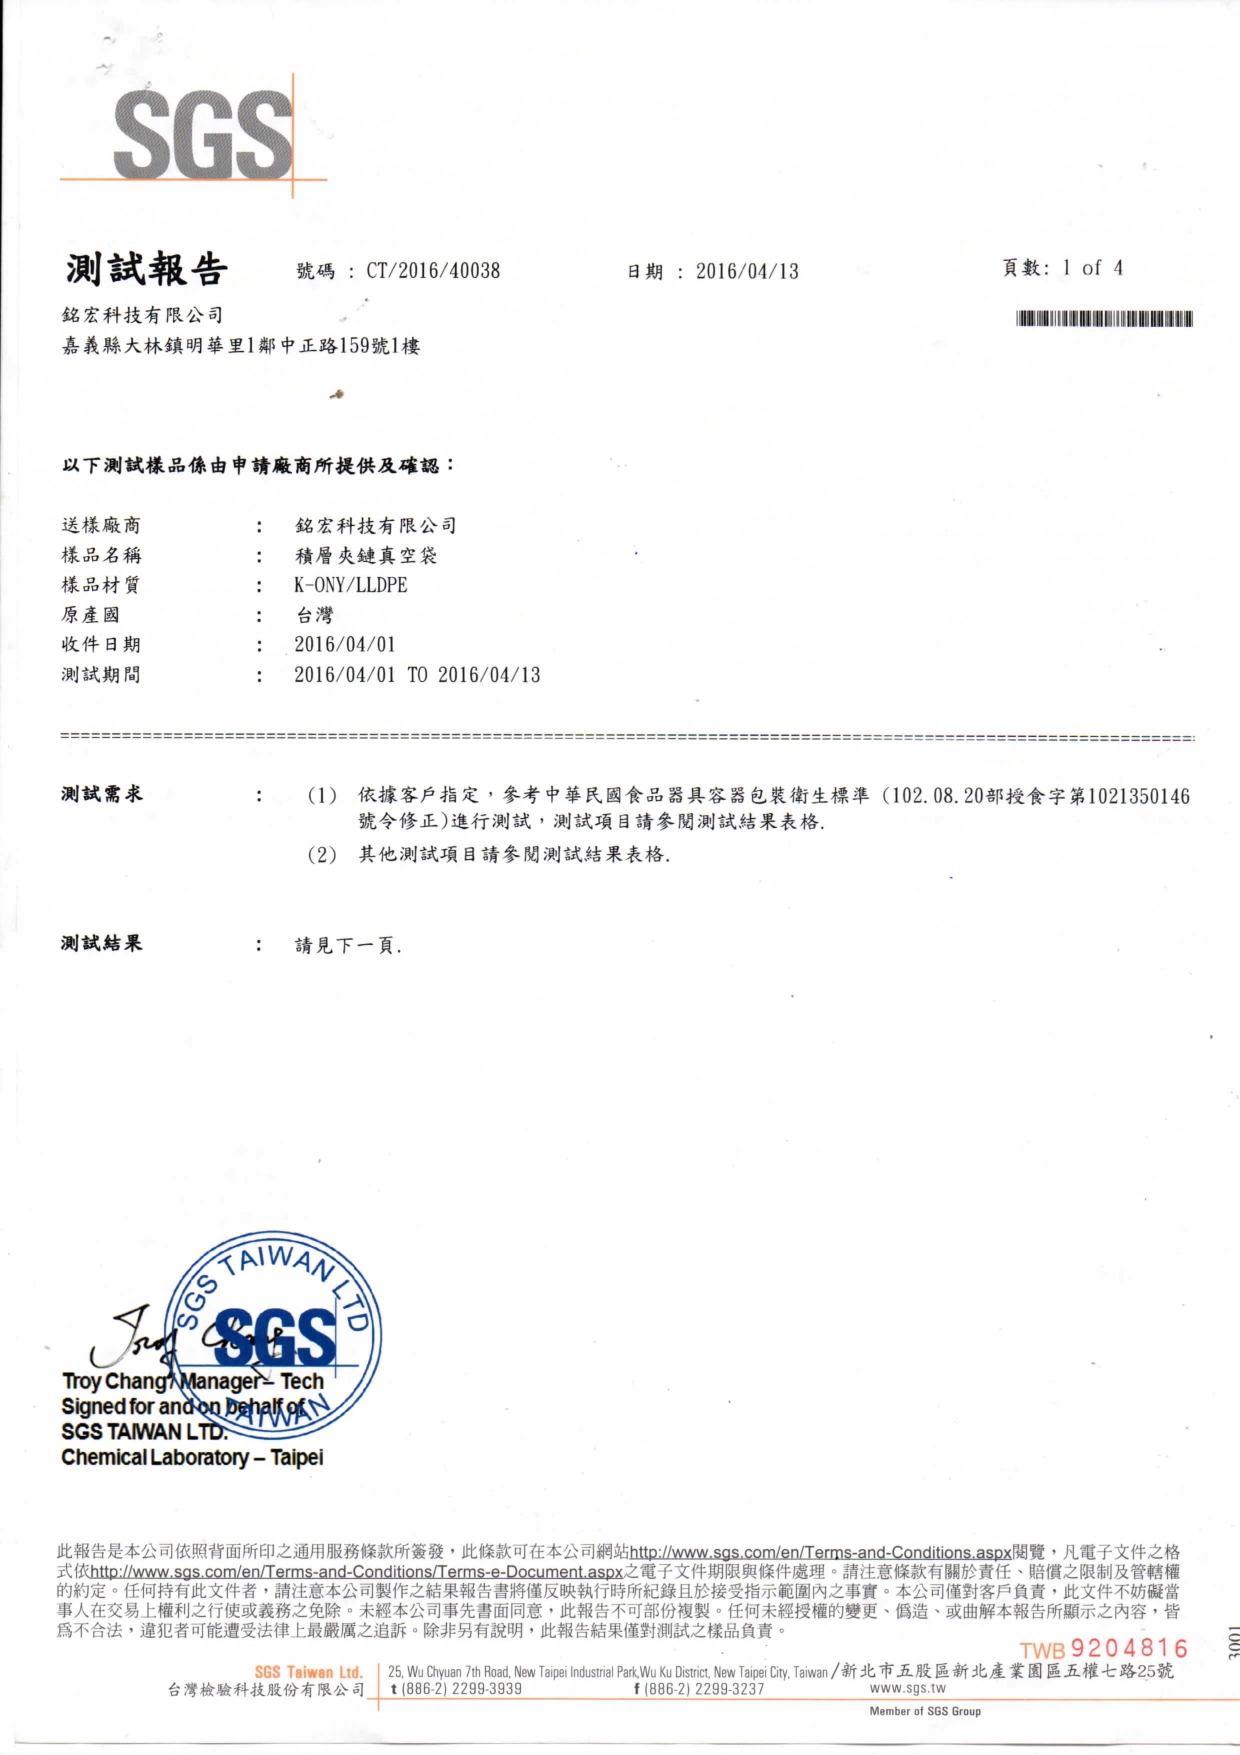 SGS
測試報告 號碼 : CT/2016/40038 日期 : 2016/04/13 頁數: 1 of 4
銘宏科技有限公司
嘉義縣大林鎮明華里1鄰中正路159號1樓
以下測試樣品係由申請廠商所提供及確認：
送樣廠商 : 銘宏科技有限公司
樣品名稱 : 積層夾鏈真空袋
樣品材質 : K-ONY/LLDPE
原產國 : 台灣
收件日期 : 2016/04/01
測試期間 : 2016/04/01 TO 2016/04/13
測試需求 : (1) 依據客戶指定，參考中華民國食品器具容器包裝衛生標準 (102.08.20部授食字第1021350146
號令修正)進行測試，測試項目請參閱測試結果表格.
(2) 其他測試項目請參閱測試結果表格.
測試結果 : 請見下一頁.
SGS TAIWAN LTD
SGS
TAIWAN
Troy Chang / Manager – Tech
Signed for and on behalf of
SGS TAIWAN LTD.
Chemical Laboratory – Taipei
此報告是本公司依照背面所印之通用服務條款所簽發，此條款可在本公司網站http://www.sgs.com/en/Terms-and-Conditions.aspx閱覽，凡電子文件之格
式依http://www.sgs.com/en/Terms-and-Conditions/Terms-e-Document.aspx之電子文件期限與條件處理。請注意條款有關於責任、賠償之限制及管轄權
的約定。任何持有此文件者，請注意本公司製作之結果報告書將僅反映執行時所紀錄且於接受指示範圍內之事實。本公司僅對客戶負責，此文件不妨礙當
事人在交易上權利之行使或義務之免除。未經本公司事先書面同意，此報告不可部份複製。任何未經授權的變更、偽造、或曲解本報告所顯示之內容，皆
為不合法，違犯者可能遭受法律上最嚴厲之追訴。除非另有說明，此報告結果僅對測試之樣品負責。
TWB 9204816
SGS Taiwan Ltd. 25, Wu Chyuan 7th Road, New Taipei Industrial Park, Wu Ku District, New Taipei City, Taiwan /新北市五股區新北產業園區五權七路25號
台灣檢驗科技股份有限公司 t (886-2) 2299-3939 f (886-2) 2299-3237 www.sgs.tw
Member of SGS Group